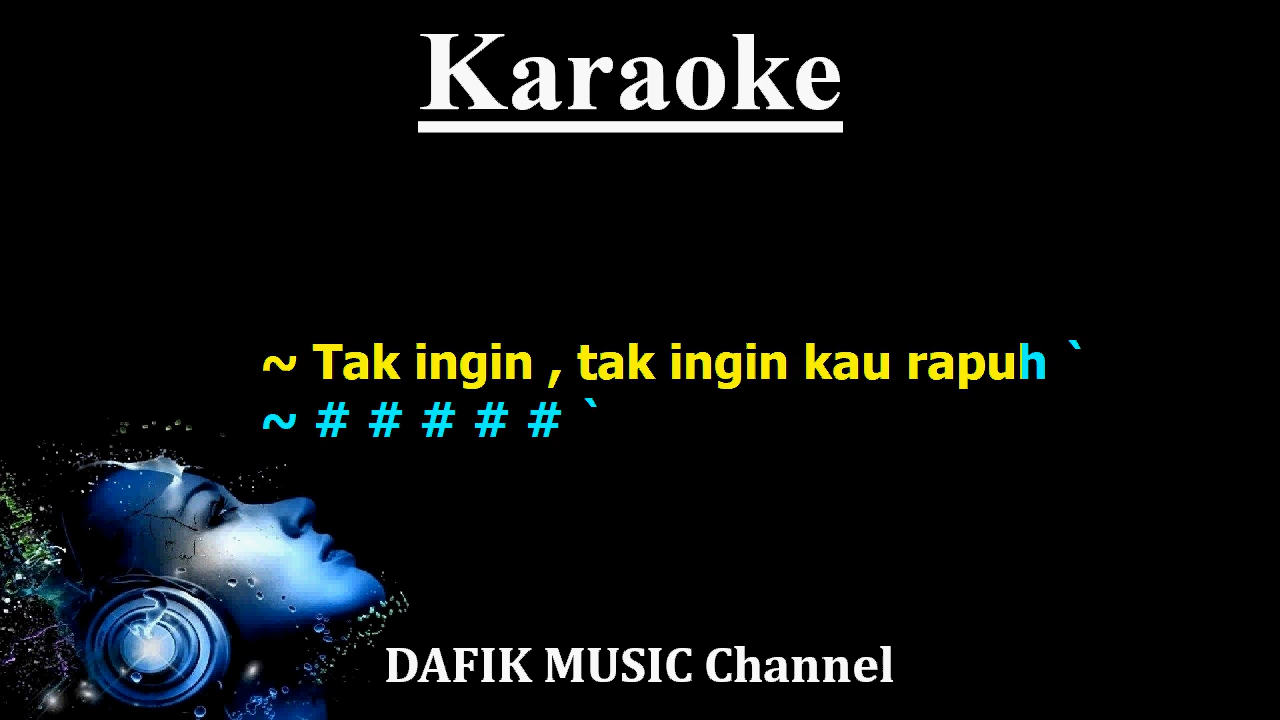 Karaoke
~ Tak ingin , tak ingin kau rapuh `
~ # # # # # `
DAFIK MUSIC Channel